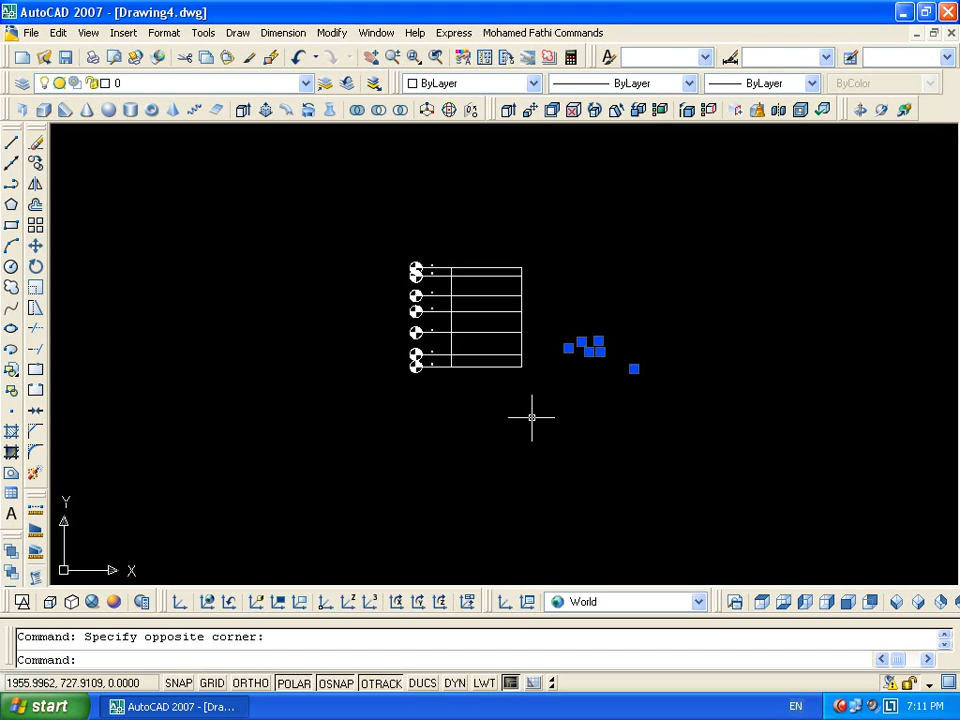 AutoCAD 2007 - [Drawing4.dwg]
File Edit View Insert Format Tools Draw Dimension Modify Window Help Express Mohamed Fathi Commands
0 ByLayer ByLayer ByLayer ByColor
A
Y
X
World
Command: Specify opposite corner:
Command:
1955.9962, 727.9109, 0.0000 SNAP GRID ORTHO POLAR OSNAP OTRACK DUCS DYN LWT
start AutoCAD 2007 - [Dra... EN 7:11 PM